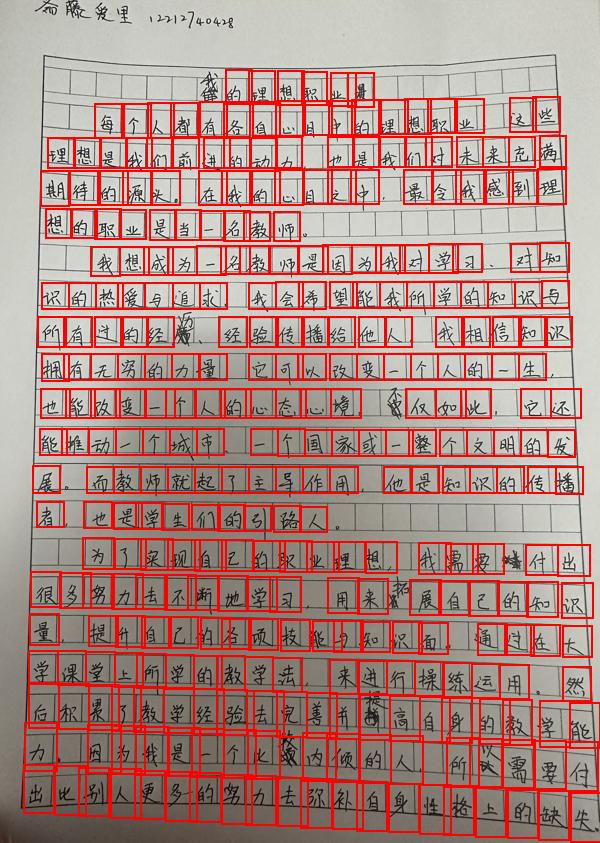 斋藤爱里 12212740428
我的理想职业
每个人都有各自心目中的理想职业，这些
理想是我们前进的动力，也是我们对未来充满
期待的源头。在我的心目之中，最令我感到理
想的职业是当一名教师。
我想成为一名教师是因为我对学习、对知
识的热爱与追求，我会希望能我所学的知识与
所有过的经历、经验传播给他人，我相信知识
拥有无穷的力量，它可以改变一个人的一生，
也能改变一个人的心态、心境，不仅如此，它还
能推动一个城市、一个国家或一整个文明的发
展。而教师就起了主导作用，他是知识的传播
者，也是学生们的引路人。
为了实现自己的职业理想，我需要付出
很多努力去不断地学习，用来拓展自己的知识
量，提升自己的各项技能与知识面。通过在大
学课堂上所学的教学法，来进行操练运用。然
后积累了教学经验去完善并提高自身的教学能
力。因为我是一个比较内倾的人，所以需要付
出比别人更多一的努力去弥补自身性格上的缺失。